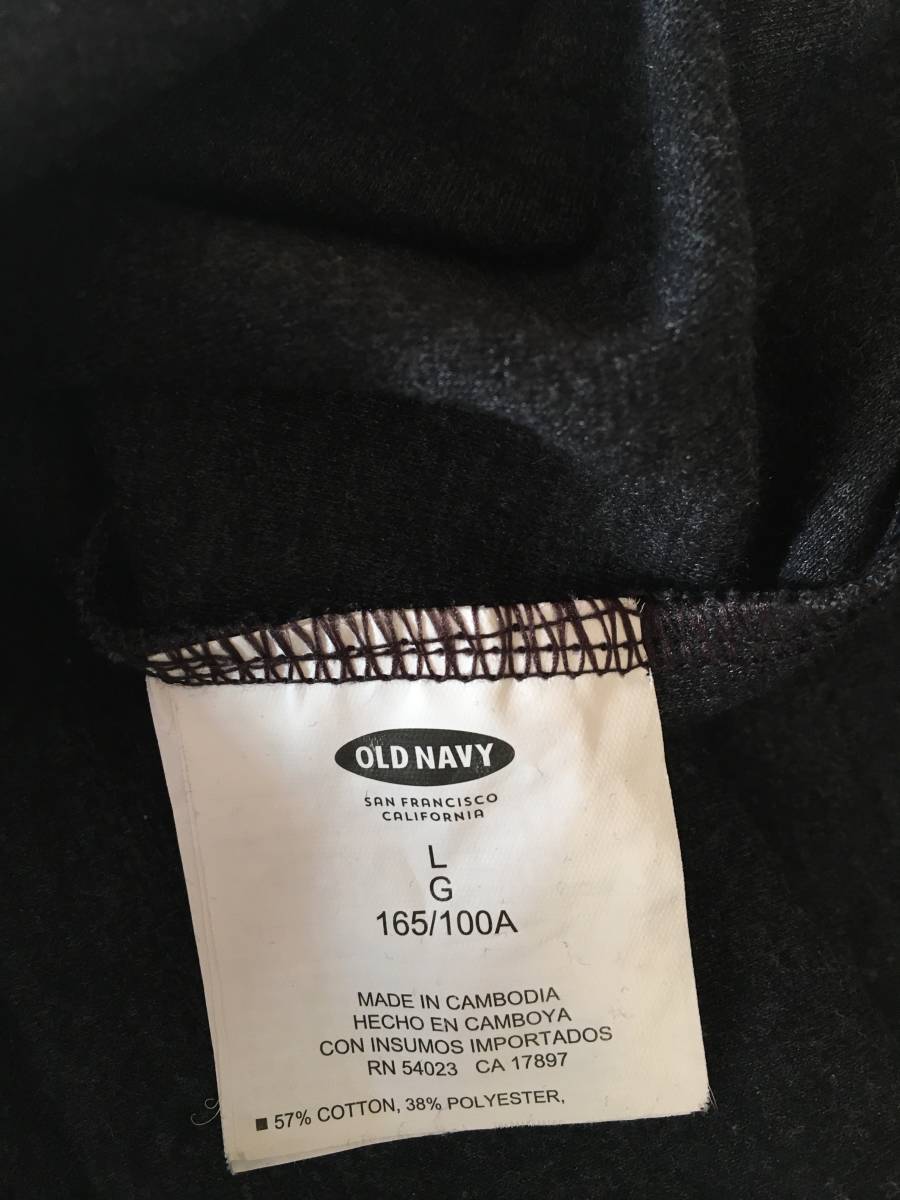 OLD NAVY
SAN FRANCISCO
CALIFORNIA
L
G
165/100A
MADE IN CAMBODIA
HECHO EN CAMBOYA
CON INSUMOS IMPORTADOS
RN 54023 CA 17897
■ 57% COTTON, 38% POLYESTER,